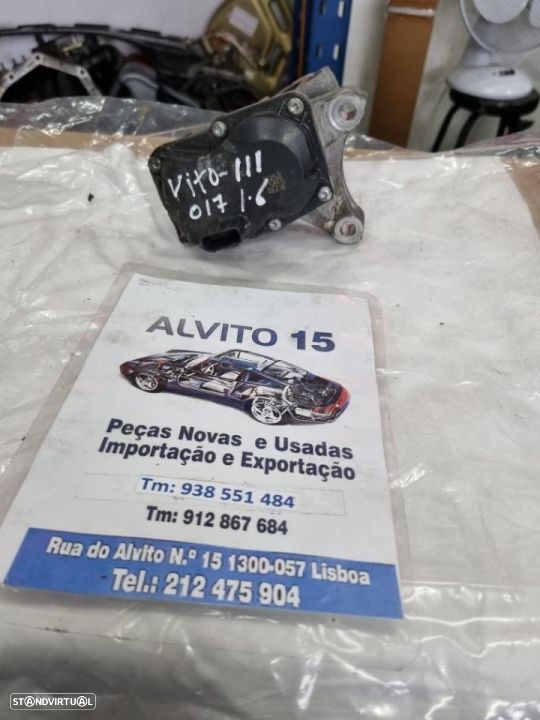 Vito-III
017 1.6
ALVITO 15
Peças Novas e Usadas
Importação e Exportação
Tm: 938 551 484
Tm: 912 867 684
Rua do Alvito N.º 15 1300-057 Lisboa
Tel.: 212 475 904
STANDVIRTUAL